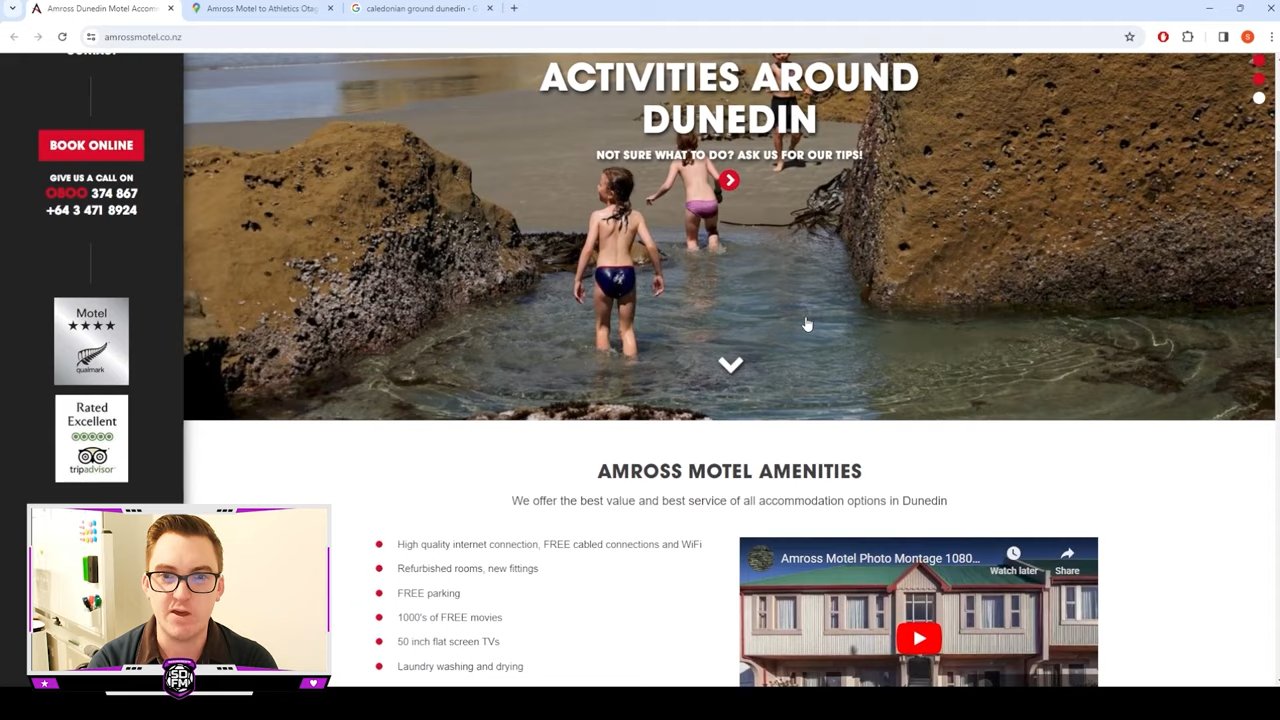 Amross Dunedin Motel Accom
Amross Motel to Athletics Otag
caledonian ground dunedin - G
amrossmotel.co.nz
S
ACTIVITIES AROUND
DUNEDIN
NOT SURE WHAT TO DO? ASK US FOR OUR TIPS!
BOOK ONLINE
GIVE US A CALL ON
0800 374 867
+64 3 471 8924
Motel
qualmark
Rated
Excellent
tripadvisor
AMROSS MOTEL AMENITIES
We offer the best value and best service of all accommodation options in Dunedin
High quality internet connection, FREE cabled connections and WiFi
Refurbished rooms, new fittings
FREE parking
1000's of FREE movies
50 inch flat screen TVs
Laundry washing and drying
Amross Motel Photo Montage 1080...
Watch later
Share
SD
FM